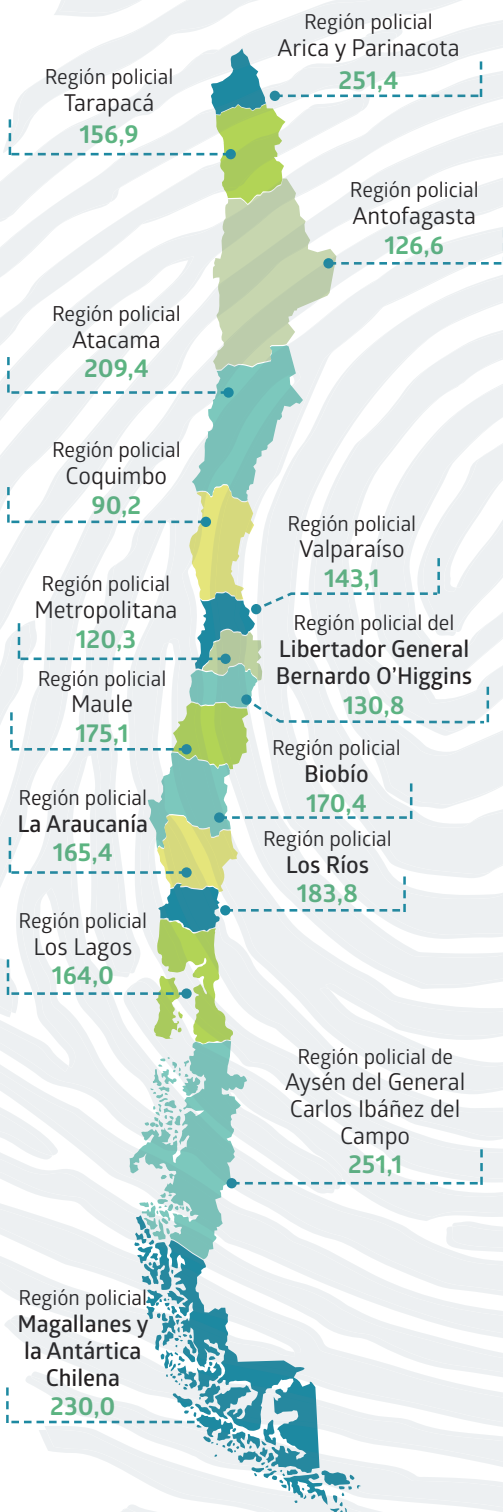 Región policial
Arica y Parinacota
251,4
Región policial
Tarapacá
156,9
Región policial
Antofagasta
126,6
Región policial
Atacama
209,4
Región policial
Coquimbo
90,2
Región policial
Valparaíso
143,1
Región policial
Metropolitana
120,3
Región policial del
Libertador General
Bernardo O’Higgins
130,8
Región policial
Maule
175,1
Región policial
Biobío
170,4
Región policial
La Araucanía
165,4
Región policial
Los Ríos
183,8
Región policial
Los Lagos
164,0
Región policial de
Aysén del General
Carlos Ibáñez del
Campo
251,1
Región policial
Magallanes y
la Antártica
Chilena
230,0